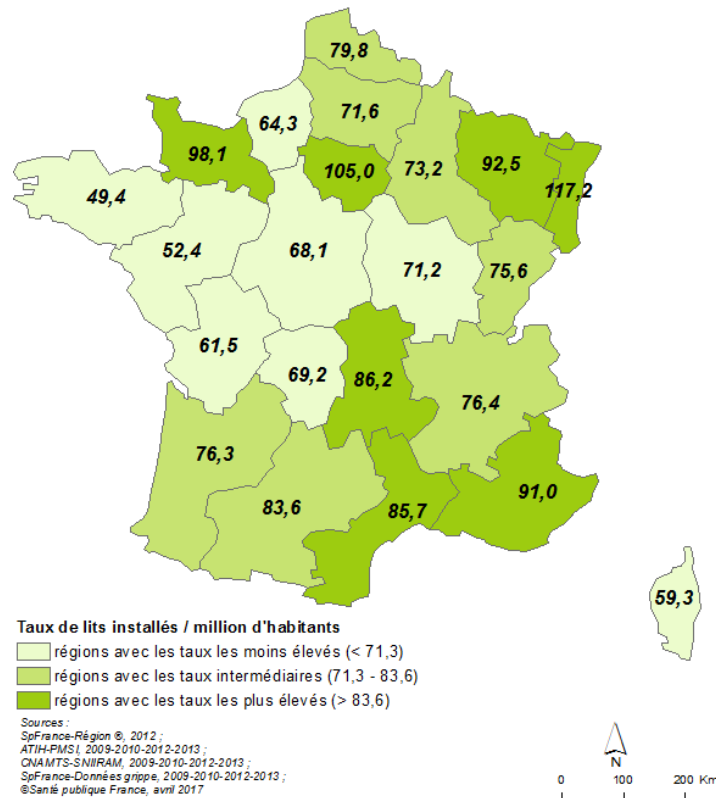 79,8
71,6
64,3
98,1
105,0
73,2
92,5
117,2
49,4
52,4
68,1
71,2
75,6
61,5
69,2
86,2
76,4
76,3
83,6
85,7
91,0
59,3
Taux de lits installés / million d'habitants
régions avec les taux les moins élevés (< 71,3)
régions avec les taux intermédiaires (71,3 - 83,6)
régions avec les taux les plus élevés (> 83,6)
Sources :
SpFrance-Région ®, 2012 ;
ATIH-PMSI, 2009-2010-2012-2013 ;
CNAMTS-SNIIRAM, 2009-2010-2012-2013 ;
SpFrance-Données grippe, 2009-2010-2012-2013 ;
©Santé publique France, avril 2017
N
0 100 200 Km